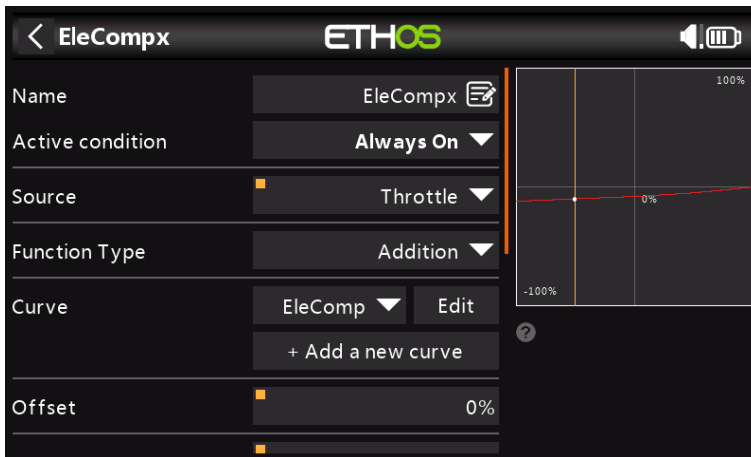 EleCompx
ETHOS
Name
EleCompx
Active condition
Always On
Source
Throttle
Function Type
Addition
Curve
EleComp
Edit
+ Add a new curve
Offset
0%
100%
0%
-100%
?